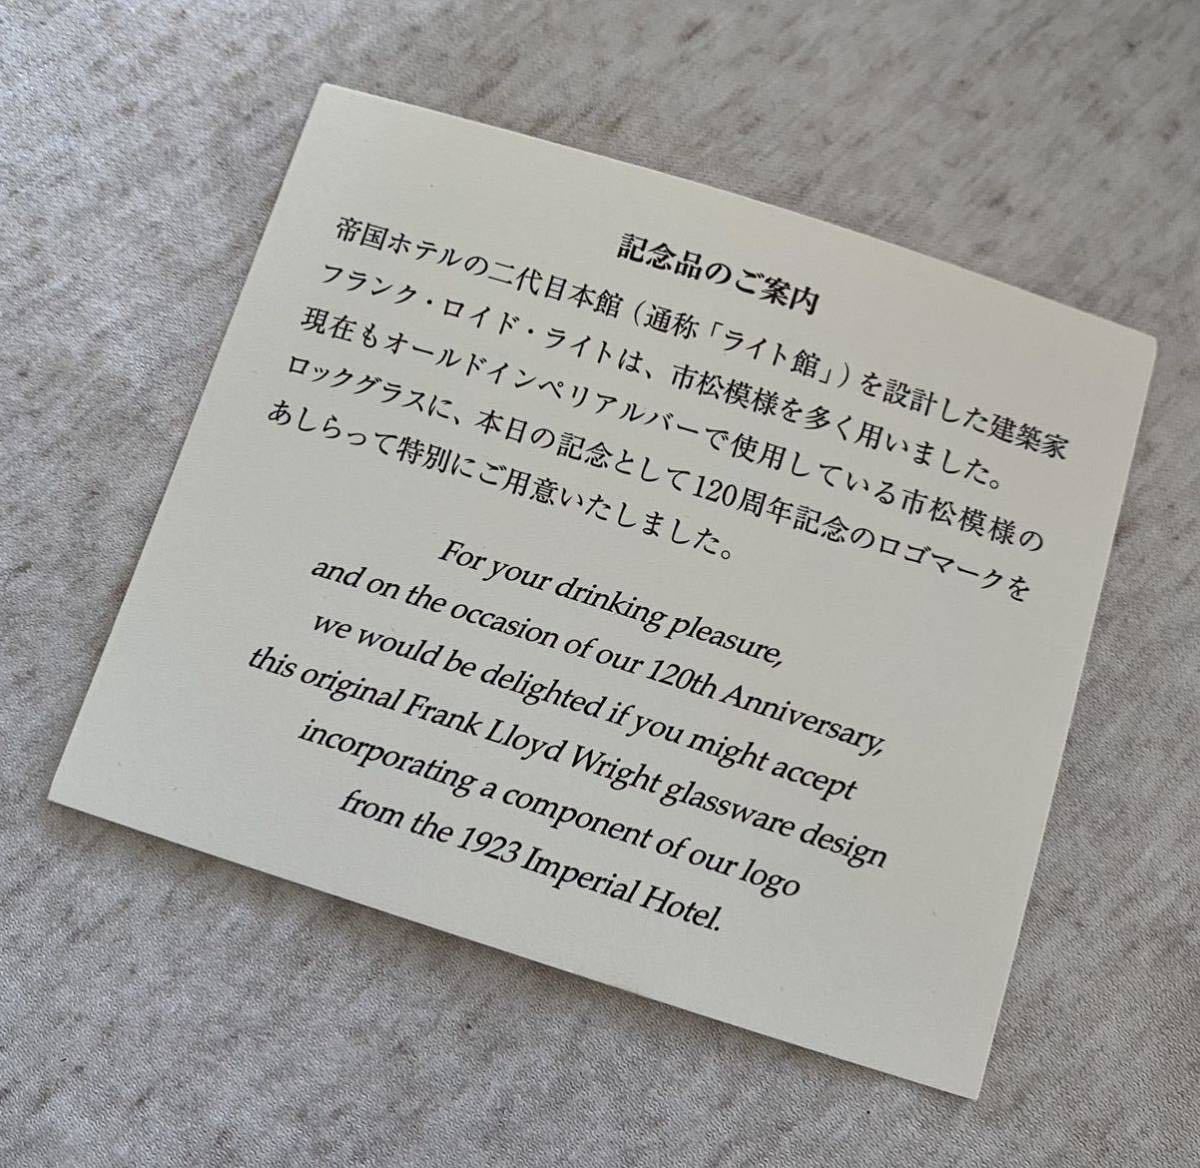 記念品のご案内
帝国ホテルの二代目本館（通称「ライト館」）を設計した建築家
フランク・ロイド・ライトは、市松模様を多く用いました。
現在もオールドインペリアルバーで使用している市松模様の
ロックグラスに、本日の記念として120周年記念のロゴマークを
あしらって特別にご用意いたしました。
For your drinking pleasure,
and on the occasion of our 120th Anniversary,
we would be delighted if you might accept
this original Frank Lloyd Wright glassware design
incorporating a component of our logo
from the 1923 Imperial Hotel.